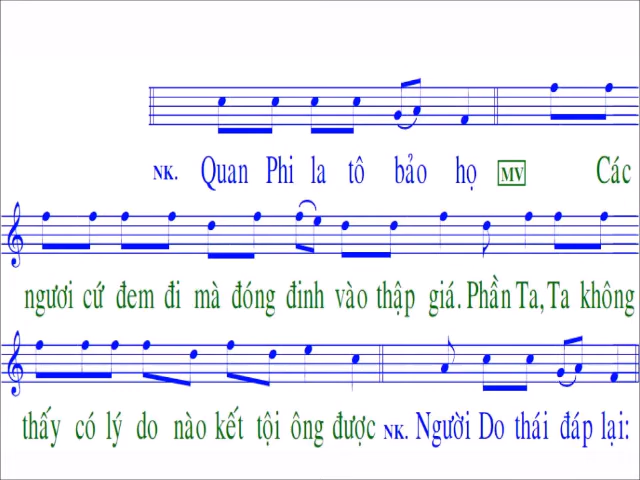 NK. Quan Phi la tô bảo họ MV Các
ngươi cứ đem đi mà đóng đinh vào thập giá. Phần Ta, Ta không
thấy có lý do nào kết tội ông được NK. Người Do thái đáp lại: